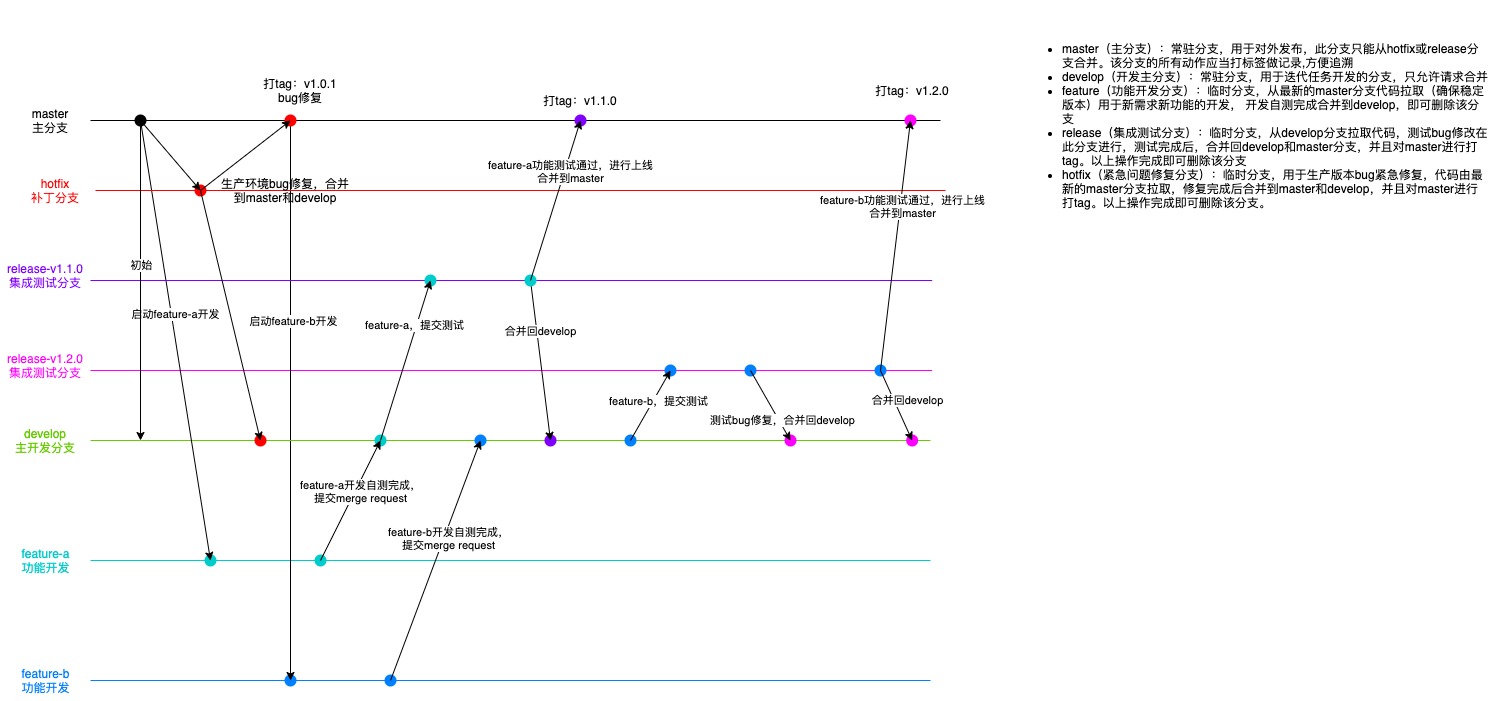 打tag：v1.0.1
bug修复
打tag：v1.1.0
打tag：v1.2.0
master
主分支
hotfix
补丁分支
生产环境bug修复，合并
到master和develop
feature-a功能测试通过，进行上线
合并到master
feature-b功能测试通过，进行上线
合并到master
初始
release-v1.1.0
集成测试分支
启动feature-a开发
启动feature-b开发
feature-a，提交测试
合并回develop
release-v1.2.0
集成测试分支
feature-b，提交测试
测试bug修复，合并回develop
合并回develop
develop
主开发分支
feature-a开发自测完成，
提交merge request
feature-b开发自测完成，
提交merge request
feature-a
功能开发
feature-b
功能开发
• master（主分支）：常驻分支，用于对外发布，此分支只能从hotfix或release分
支合并。该分支的所有动作应当打标签做记录,方便追溯
• develop（开发主分支）：常驻分支，用于迭代任务开发的分支，只允许请求合并
• feature（功能开发分支）：临时分支，从最新的master分支代码拉取（确保稳定
版本）用于新需求新功能的开发， 开发自测完成合并到develop，即可删除该分
支
• release（集成测试分支）：临时分支，从develop分支拉取代码，测试bug修改在
此分支进行，测试完成后，合并回develop和master分支，并且对master进行打
tag。以上操作完成即可删除该分支
• hotfix（紧急问题修复分支）：临时分支，用于生产版本bug紧急修复，代码由最
新的master分支拉取，修复完成后合并到master和develop，并且对master进行
打tag。以上操作完成即可删除该分支。